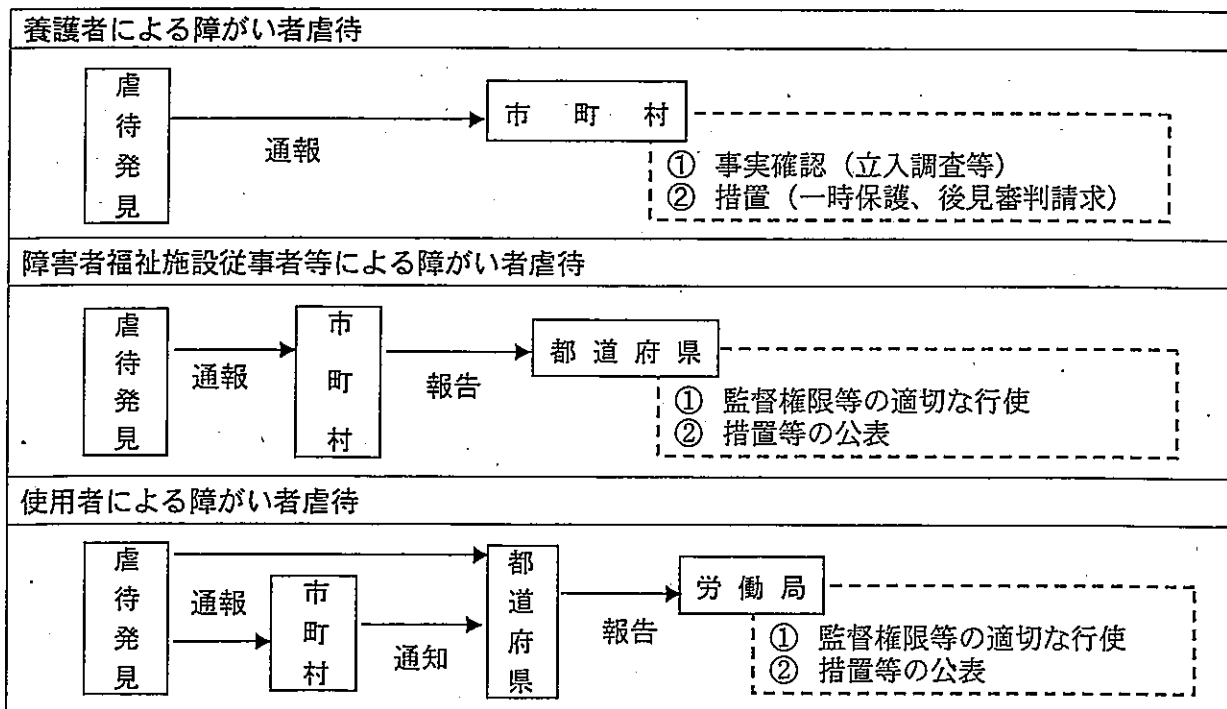 養護者による障がい者虐待
虐待発見
通報
市町村
① 事実確認（立入調査等）
② 措置（一時保護、後見審判請求）
障害者福祉施設従事者等による障がい者虐待
虐待発見
通報
市町村
報告
都道府県
① 監督権限等の適切な行使
② 措置等の公表
使用者による障がい者虐待
虐待発見
通報
市町村
通知
都道府県
報告
労働局
① 監督権限等の適切な行使
② 措置等の公表